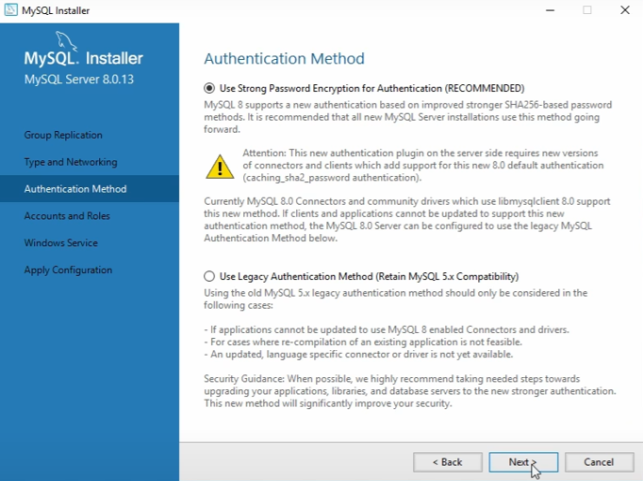 MySQL Installer
MySQL. Installer
MySQL Server 8.0.13
Group Replication
Type and Networking
Authentication Method
Accounts and Roles
Windows Service
Apply Configuration
Authentication Method
Use Strong Password Encryption for Authentication (RECOMMENDED)
MySQL 8 supports a new authentication based on improved stronger SHA256-based password
methods. It is recommended that all new MySQL Server installations use this method going
forward.
Attention: This new authentication plugin on the server side requires new versions
of connectors and clients which add support for this new 8.0 default authentication
(caching_sha2_password authentication).
Currently MySQL 8.0 Connectors and community drivers which use libmysqlclient 8.0 support
this new method. If clients and applications cannot be updated to support this new
authentication method, the MySQL 8.0 Server can be configured to use the legacy MySQL
Authentication Method below.
Use Legacy Authentication Method (Retain MySQL 5.x Compatibility)
Using the old MySQL 5.x legacy authentication method should only be considered in the
following cases:
- If applications cannot be updated to use MySQL 8 enabled Connectors and drivers.
- For cases where re-compilation of an existing application is not feasible.
- An updated, language specific connector or driver is not yet available.
Security Guidance: When possible, we highly recommend taking needed steps towards
upgrading your applications, libraries, and database servers to the new stronger authentication.
This new method will significantly improve your security.
< Back
Next >
Cancel